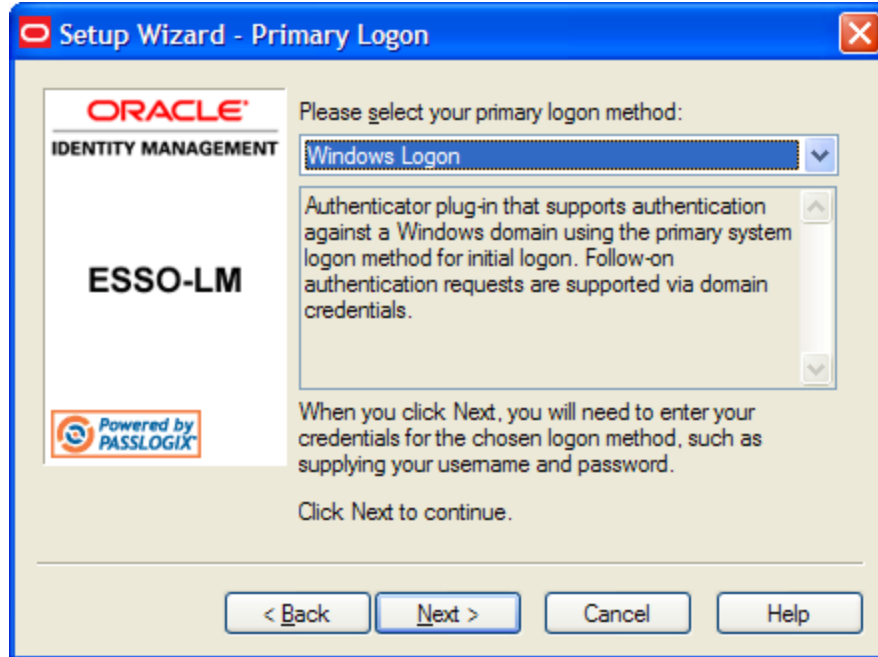 Setup Wizard - Primary Logon
ORACLE
IDENTITY MANAGEMENT
ESSO-LM
Powered by
PASSLOGIX
Please select your primary logon method:
Windows Logon
Authenticator plug-in that supports authentication
against a Windows domain using the primary system
logon method for initial logon. Follow-on
authentication requests are supported via domain
credentials.
When you click Next, you will need to enter your
credentials for the chosen logon method, such as
supplying your username and password.
Click Next to continue.
< Back
Next >
Cancel
Help